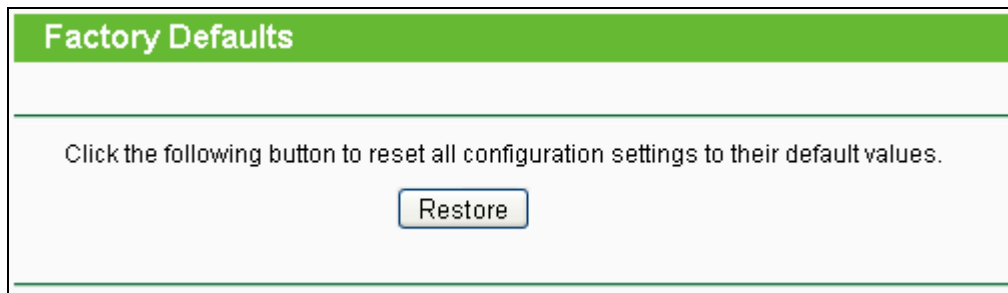 Factory Defaults
Click the following button to reset all configuration settings to their default values.
Restore